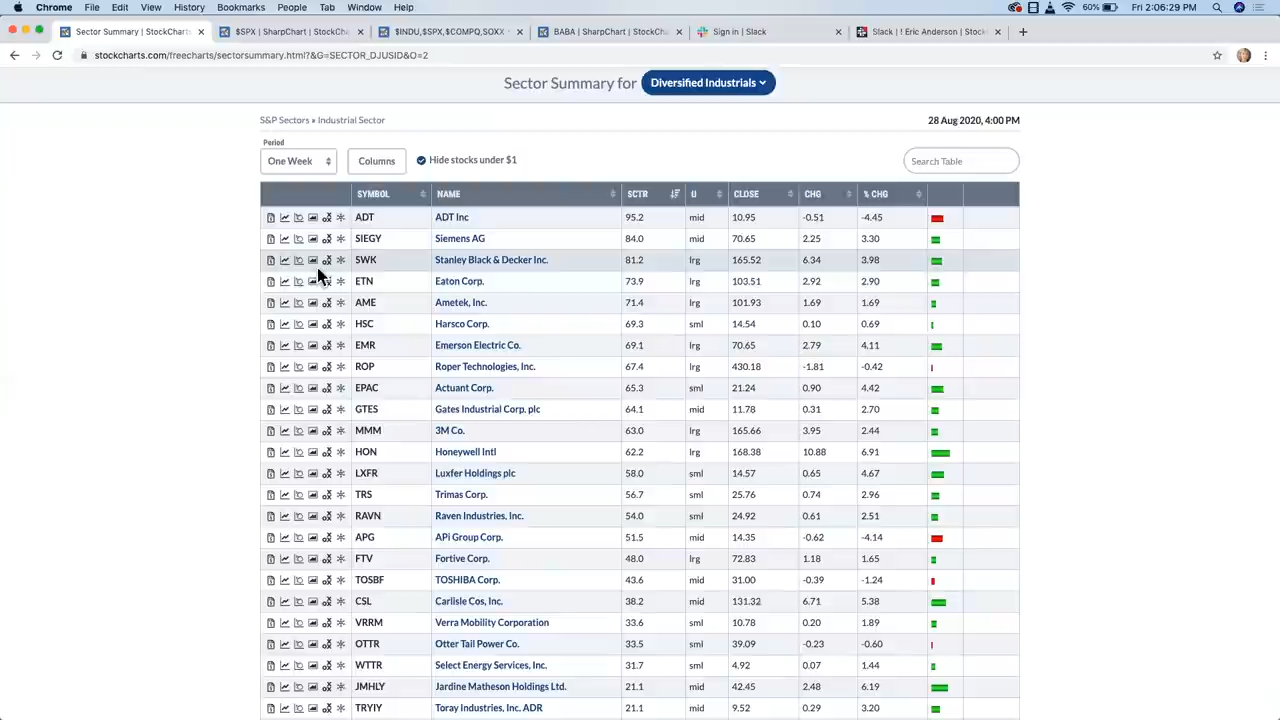 Chrome File Edit View History Bookmarks People Tab Window Help 60% Fri 2:06:29 PM
Sector Summary | StockCharts $SPX | SharpChart | StockCha $INDU,$SPX,$COMPQ,SOXX BABA | SharpChart | StockCha Sign in | Slack Slack | ! Eric Anderson | Stock
stockcharts.com/freecharts/sectorsummary.html?&G=SECTOR_DJUSID&O=2
Sector Summary for Diversified Industrials
S&P Sectors » Industrial Sector 28 Aug 2020, 4:00 PM
Period
One Week Columns Hide stocks under $1 Search Table
SYMBOL NAME SCTR U CLOSE CHG % CHG
ADT ADT Inc 95.2 mid 10.95 -0.51 -4.45
SIEGY Siemens AG 84.0 mid 70.65 2.25 3.30
SWK Stanley Black & Decker Inc. 81.2 lrg 165.52 6.34 3.98
ETN Eaton Corp. 73.9 lrg 103.51 2.92 2.90
AME Ametek, Inc. 71.4 lrg 101.93 1.69 1.69
HSC Harsco Corp. 69.3 sml 14.54 0.10 0.69
EMR Emerson Electric Co. 69.1 lrg 70.65 2.79 4.11
ROP Roper Technologies, Inc. 67.4 lrg 430.18 -1.81 -0.42
EPAC Actuant Corp. 65.3 sml 21.24 0.90 4.42
GTES Gates Industrial Corp. plc 64.1 mid 11.78 0.31 2.70
MMM 3M Co. 63.0 lrg 165.66 3.95 2.44
HON Honeywell Intl 62.2 lrg 168.38 10.88 6.91
LXFR Luxfer Holdings plc 58.0 sml 14.57 0.65 4.67
TRS Trimas Corp. 56.7 sml 25.76 0.74 2.96
RAVN Raven Industries, Inc. 54.0 sml 24.92 0.61 2.51
APG APi Group Corp. 51.5 mid 14.35 -0.62 -4.14
FTV Fortive Corp. 48.0 lrg 72.83 1.18 1.65
TOSBF TOSHIBA Corp. 43.6 mid 31.00 -0.39 -1.24
CSL Carlisle Cos, Inc. 38.2 mid 131.32 6.71 5.38
VRRM Verra Mobility Corporation 33.6 sml 10.78 0.20 1.89
OTTR Otter Tail Power Co. 33.5 sml 39.09 -0.23 -0.60
WTTR Select Energy Services, Inc. 31.7 sml 4.92 0.07 1.44
JMHLY Jardine Matheson Holdings Ltd. 21.1 mid 42.45 2.48 6.19
TRYIY Toray Industries, Inc. ADR 21.1 mid 9.52 0.29 3.20